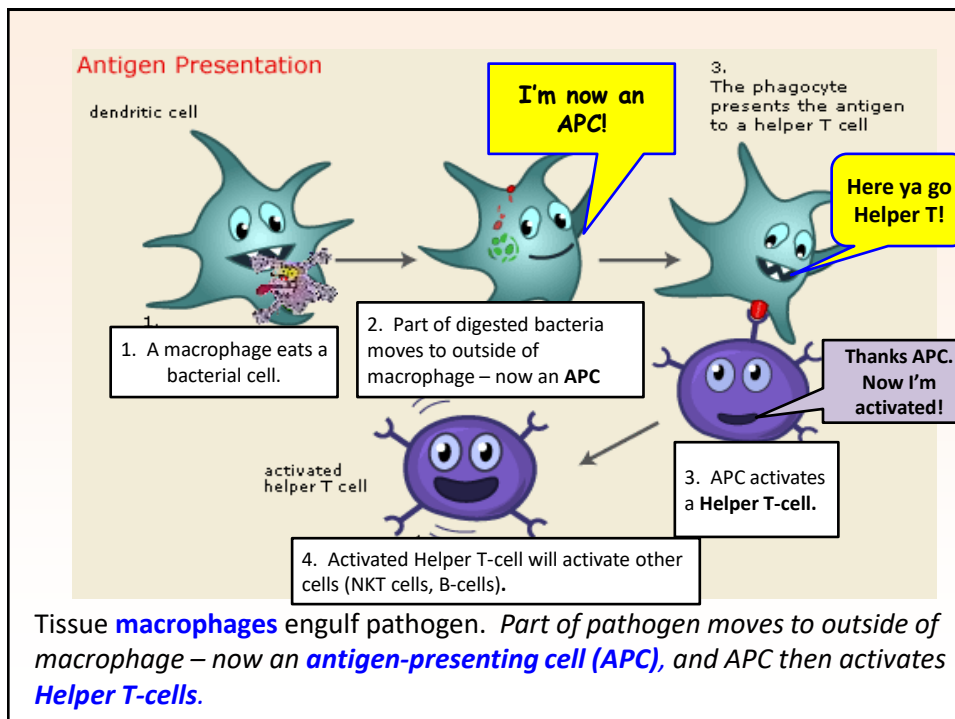 Antigen Presentation
dendritic cell
I'm now an
APC!
3.
The phagocyte
presents the antigen
to a helper T cell
Here ya go
Helper T!
1.
1. A macrophage eats a
bacterial cell.
2. Part of digested bacteria
moves to outside of
macrophage – now an APC
Thanks APC.
Now I'm
activated!
activated
helper T cell
3. APC activates
a Helper T-cell.
4. Activated Helper T-cell will activate other
cells (NKT cells, B-cells).
Tissue macrophages engulf pathogen. Part of pathogen moves to outside of
macrophage – now an antigen-presenting cell (APC), and APC then activates
Helper T-cells.